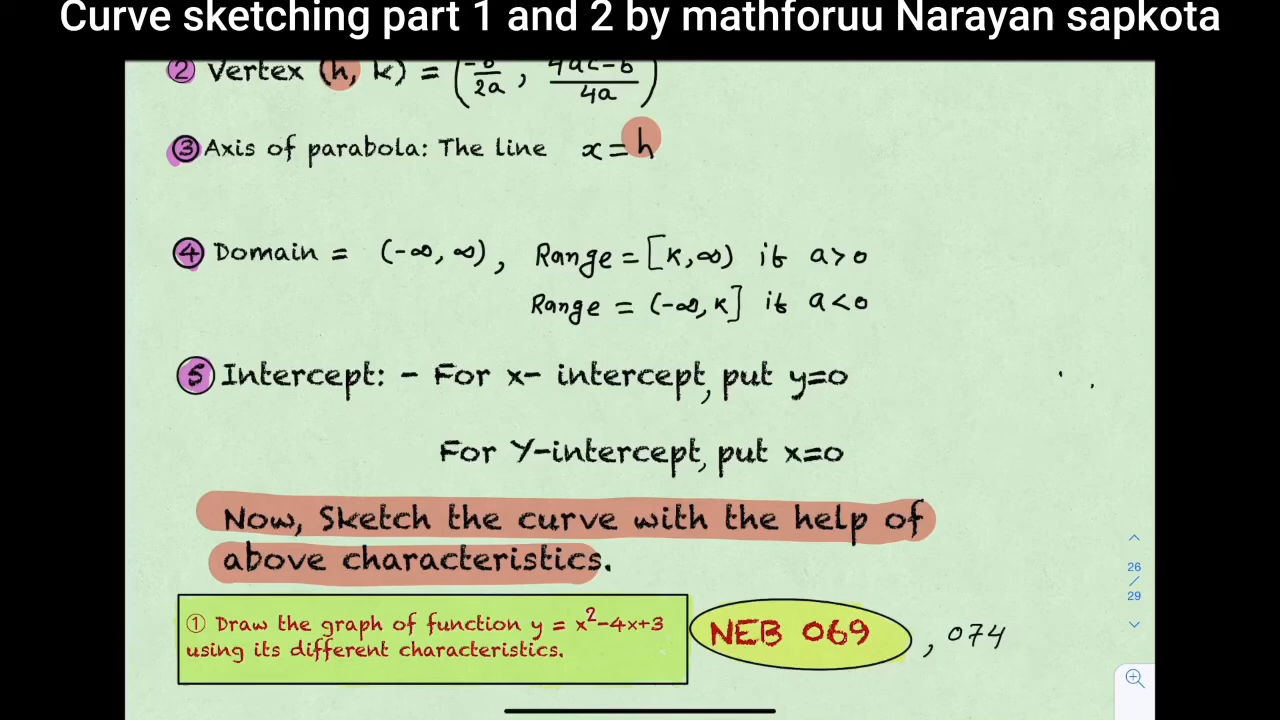 Curve sketching part 1 and 2 by mathforuu Narayan sapkota
② Vertex (h, k) = (-b/2a, 4ac-b/4a)
③ Axis of parabola: The line x=h
④ Domain = (-∞, ∞), Range = [k,∞) if a>0
Range = (-∞, k] if a<0
⑤ Intercept: - For x- intercept, put y=0
For Y-intercept, put x=0
Now, Sketch the curve with the help of
above characteristics.
① Draw the graph of function y = x²-4x+3
using its different characteristics.
NEB 069, 074
26
/
29